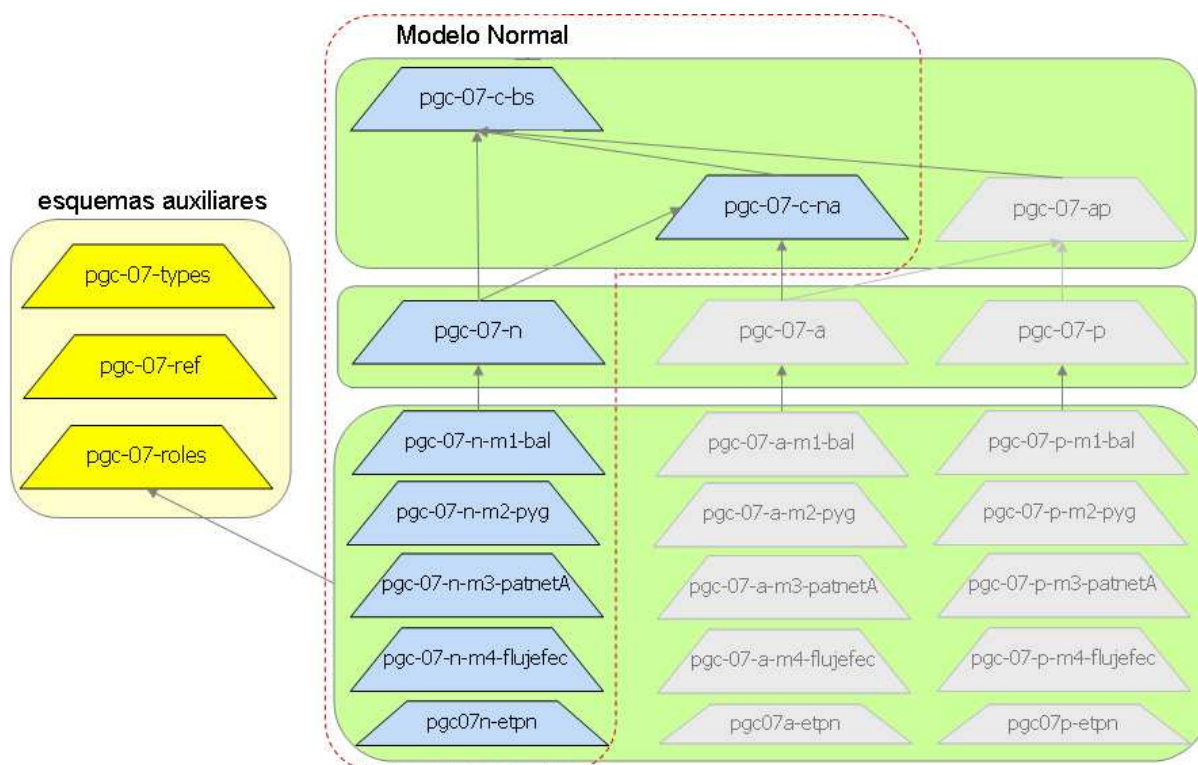 Modelo Normal
pgc-07-c-bs
pgc-07-c-na
pgc-07-ap
esquemas auxiliares
pgc-07-types
pgc-07-ref
pgc-07-roles
pgc-07-n
pgc-07-a
pgc-07-p
pgc-07-n-m1-bal
pgc-07-a-m1-bal
pgc-07-p-m1-bal
pgc-07-n-m2-pyg
pgc-07-a-m2-pyg
pgc-07-p-m2-pyg
pgc-07-n-m3-patnetA
pgc-07-a-m3-patnetA
pgc-07-p-m3-patnetA
pgc-07-n-m4-flujefec
pgc-07-a-m4-flujefec
pgc-07-p-m4-flujefec
pgc07n-etpn
pgc07a-etpn
pgc07p-etpn